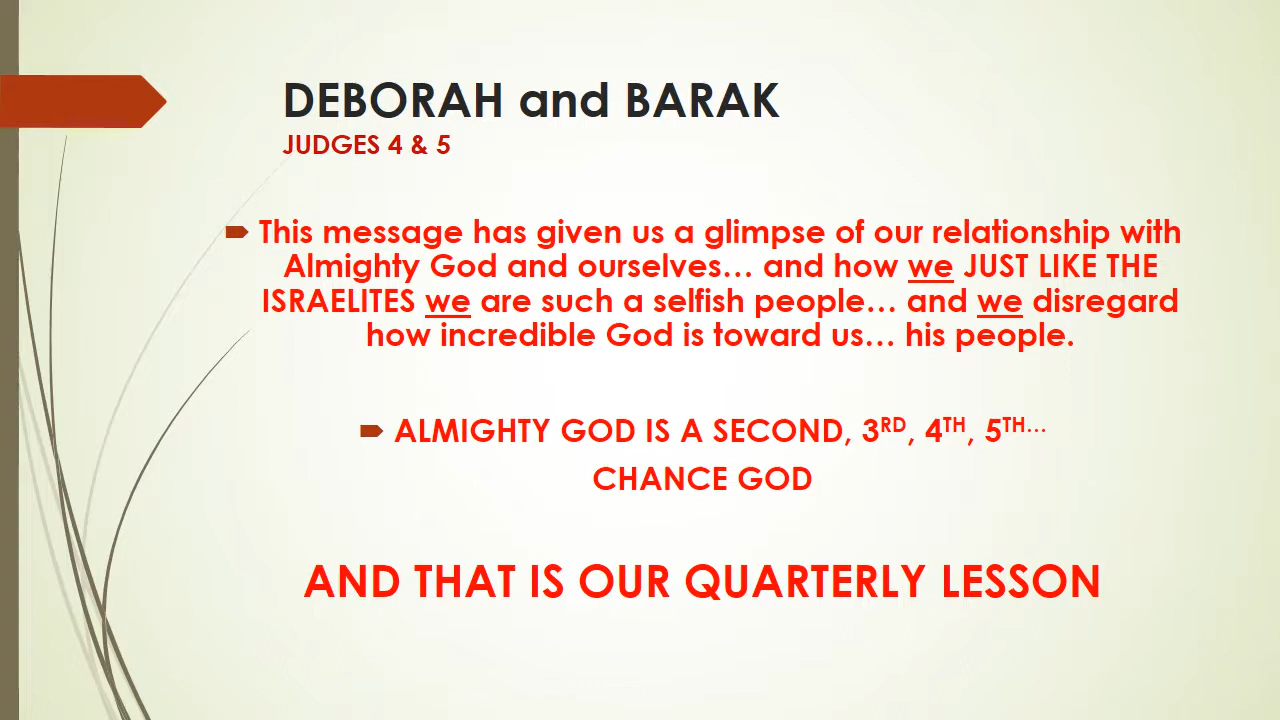 DEBORAH and BARAK
JUDGES 4 & 5
This message has given us a glimpse of our relationship with
Almighty God and ourselves… and how we JUST LIKE THE
ISRAELITES we are such a selfish people… and we disregard
how incredible God is toward us… his people.
ALMIGHTY GOD IS A SECOND, 3RD, 4TH, 5TH…
CHANCE GOD
AND THAT IS OUR QUARTERLY LESSON